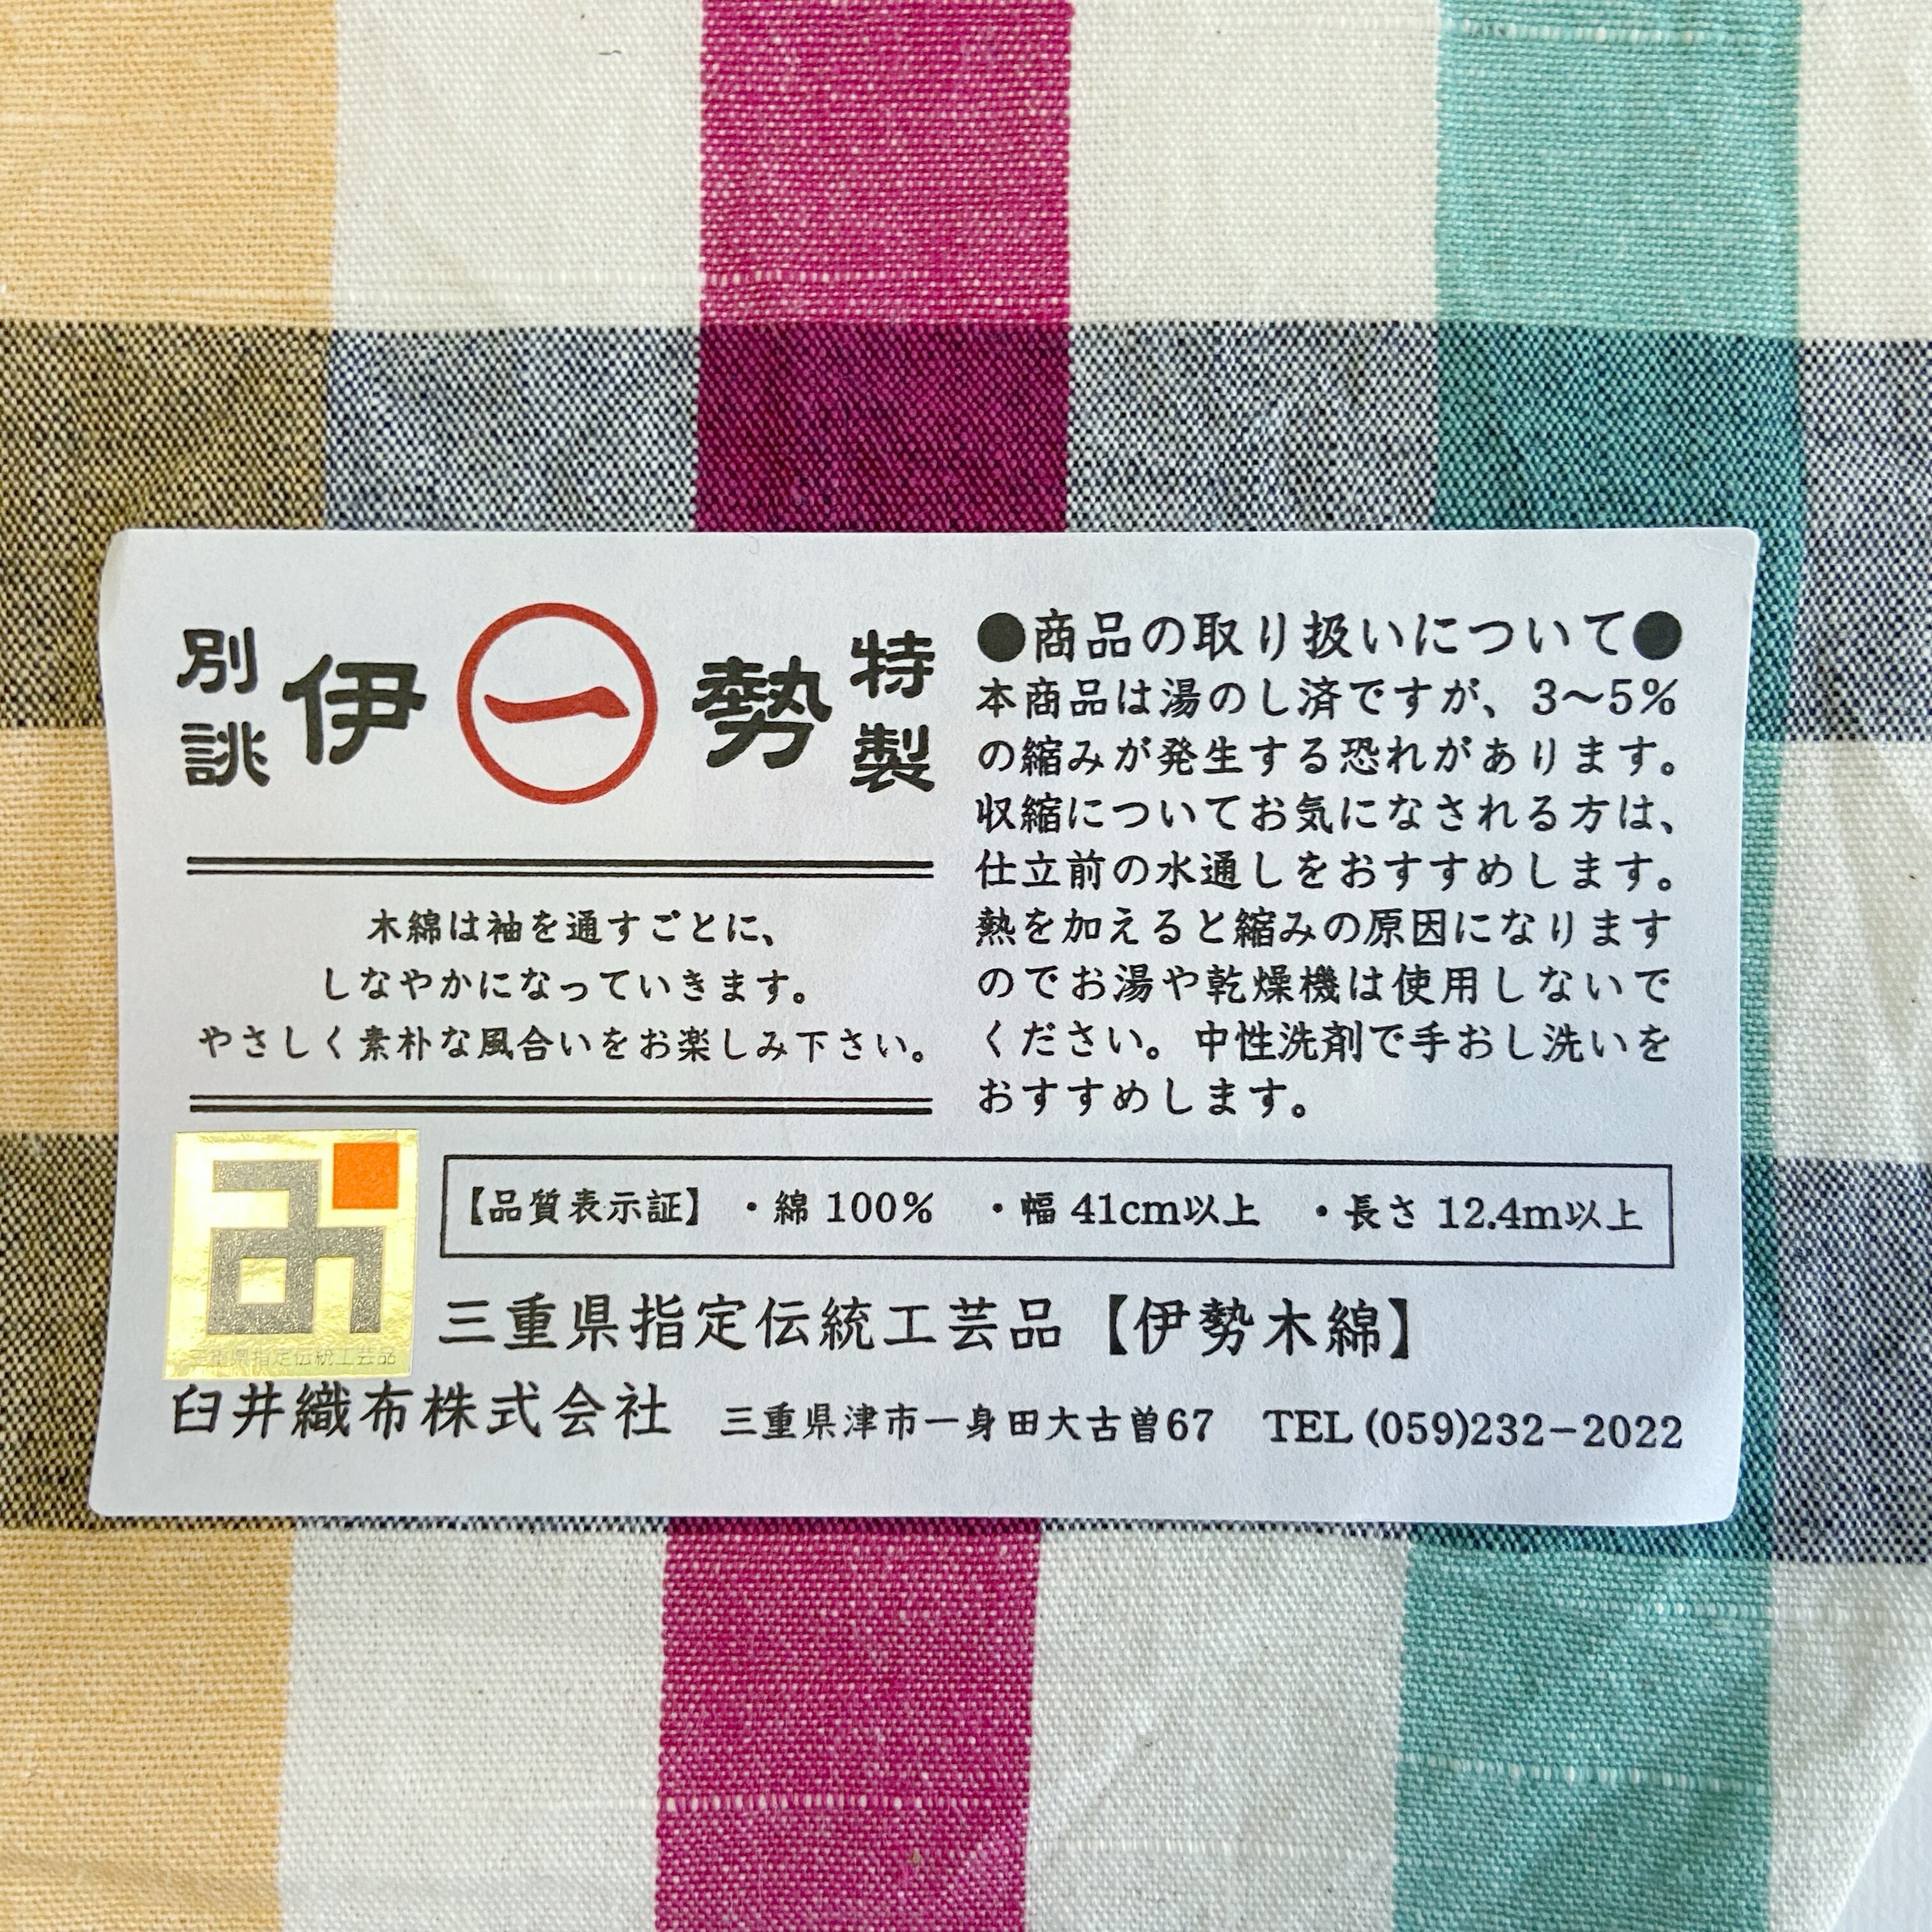 別誂 伊 一 勢 特製
木綿は袖を通すごとに、
しなやかになっていきます。
やさしく素朴な風合いをお楽しみ下さい。
●商品の取り扱いについて●
本商品は湯のし済ですが、3〜5%
の縮みが発生する恐れがあります。
収縮についてお気になされる方は、
仕立前の水通しをおすすめします。
熱を加えると縮みの原因になります
のでお湯や乾燥機は使用しないで
ください。中性洗剤で手おし洗いを
おすすめします。
【品質表示証】 ・綿 100% ・幅 41cm以上 ・長さ 12.4m以上
三重県指定伝統工芸品
三重県指定伝統工芸品【伊勢木綿】
臼井織布株式会社 三重県津市一身田大古曽67 TEL (059)232−2022